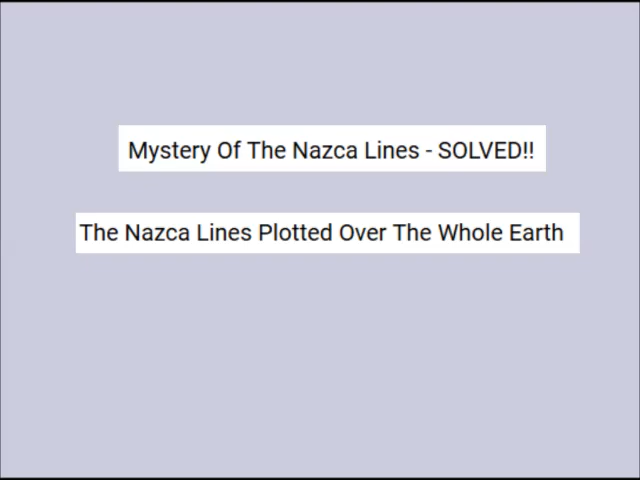 Mystery Of The Nazca Lines - SOLVED!!
The Nazca Lines Plotted Over The Whole Earth